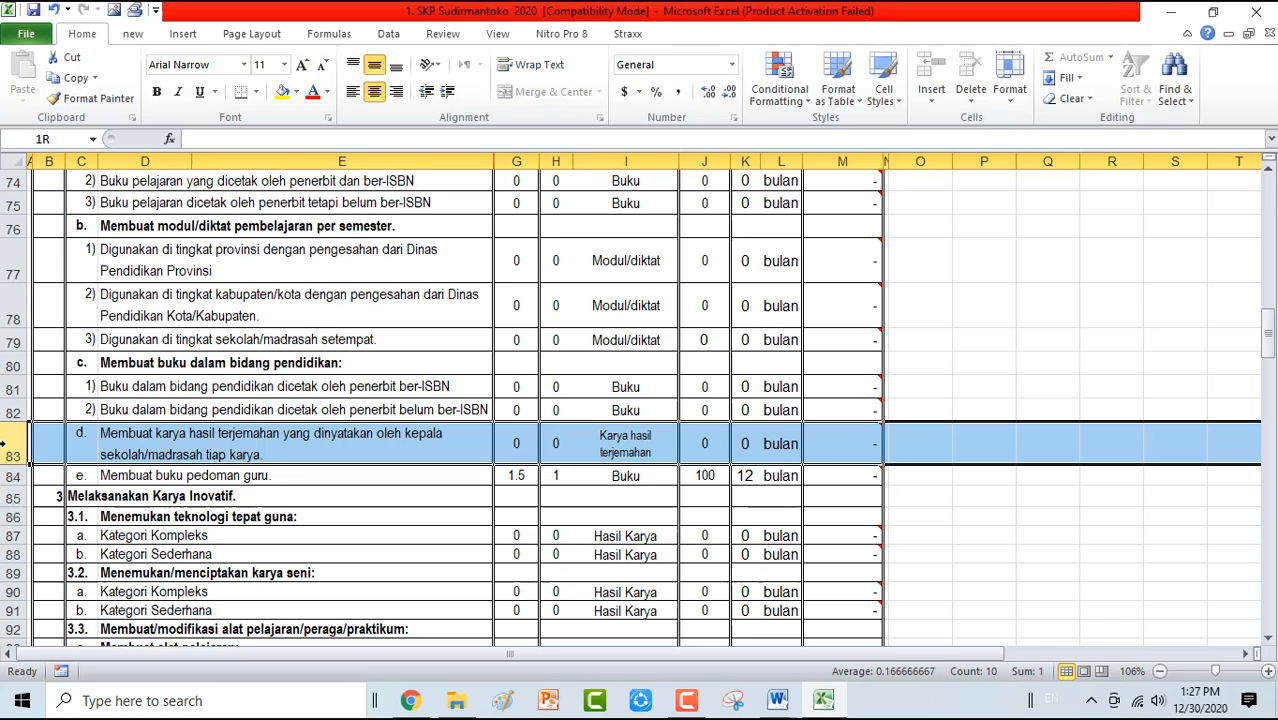 1. SKP Sudirmantoko 2020 [Compatibility Mode] - Microsoft Excel (Product Activation Failed)
File Home new Insert Page Layout Formulas Data Review View Nitro Pro 8 Straxx
Cut
Copy
Format Painter
Paste
Clipboard
Arial Narrow 11
B I U
Font
Wrap Text
Merge & Center
Alignment
General
$ % ,
Number
Conditional Formatting
Format as Table
Cell Styles
Styles
Insert Delete Format
Cells
AutoSum
Fill
Clear
Sort & Filter
Find & Select
Editing
1R fx
A B C D E G H I J K L M N O P Q R S T
74 2) Buku pelajaran yang dicetak oleh penerbit dan ber-ISBN 0 0 Buku 0 0 bulan -
75 3) Buku pelajaran dicetak oleh penerbit tetapi belum ber-ISBN 0 0 Buku 0 0 bulan -
76 b. Membuat modul/diktat pembelajaran per semester.
77 1) Digunakan di tingkat provinsi dengan pengesahan dari Dinas
Pendidikan Provinsi 0 0 Modul/diktat 0 0 bulan -
78 2) Digunakan di tingkat kabupaten/kota dengan pengesahan dari Dinas
Pendidikan Kota/Kabupaten. 0 0 Modul/diktat 0 0 bulan -
79 3) Digunakan di tingkat sekolah/madrasah setempat. 0 0 Modul/diktat 0 0 bulan -
80 c. Membuat buku dalam bidang pendidikan:
81 1) Buku dalam bidang pendidikan dicetak oleh penerbit ber-ISBN 0 0 Buku 0 0 bulan -
82 2) Buku dalam bidang pendidikan dicetak oleh penerbit belum ber-ISBN 0 0 Buku 0 0 bulan -
83 d. Membuat karya hasil terjemahan yang dinyatakan oleh kepala
sekolah/madrasah tiap karya. 0 0 Karya hasil terjemahan 0 0 bulan -
84 e. Membuat buku pedoman guru. 1.5 1 Buku 100 12 bulan -
85 3 Melaksanakan Karya Inovatif.
86 3.1. Menemukan teknologi tepat guna:
87 a. Kategori Kompleks 0 0 Hasil Karya 0 0 bulan -
88 b. Kategori Sederhana 0 0 Hasil Karya 0 0 bulan -
89 3.2. Menemukan/menciptakan karya seni:
90 a. Kategori Kompleks 0 0 Hasil Karya 0 0 bulan -
91 b. Kategori Sederhana 0 0 Hasil Karya 0 0 bulan -
92 3.3. Membuat/modifikasi alat pelajaran/peraga/praktikum:
Ready Average: 0.166666667 Count: 10 Sum: 1 106%
Type here to search
1:27 PM
12/30/2020